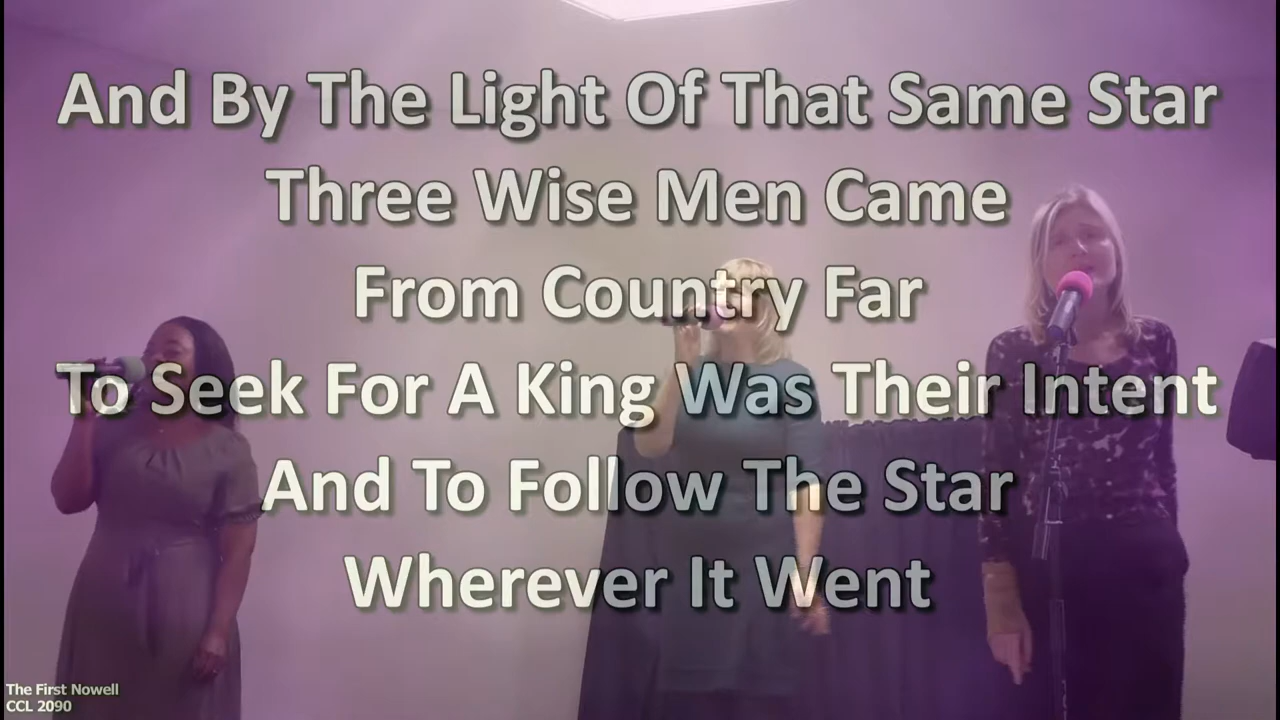 And By The Light Of That Same Star
Three Wise Men Came
From Country Far
To Seek For A King Was Their Intent
And To Follow The Star
Wherever It Went
The First Nowell
CCL 2090